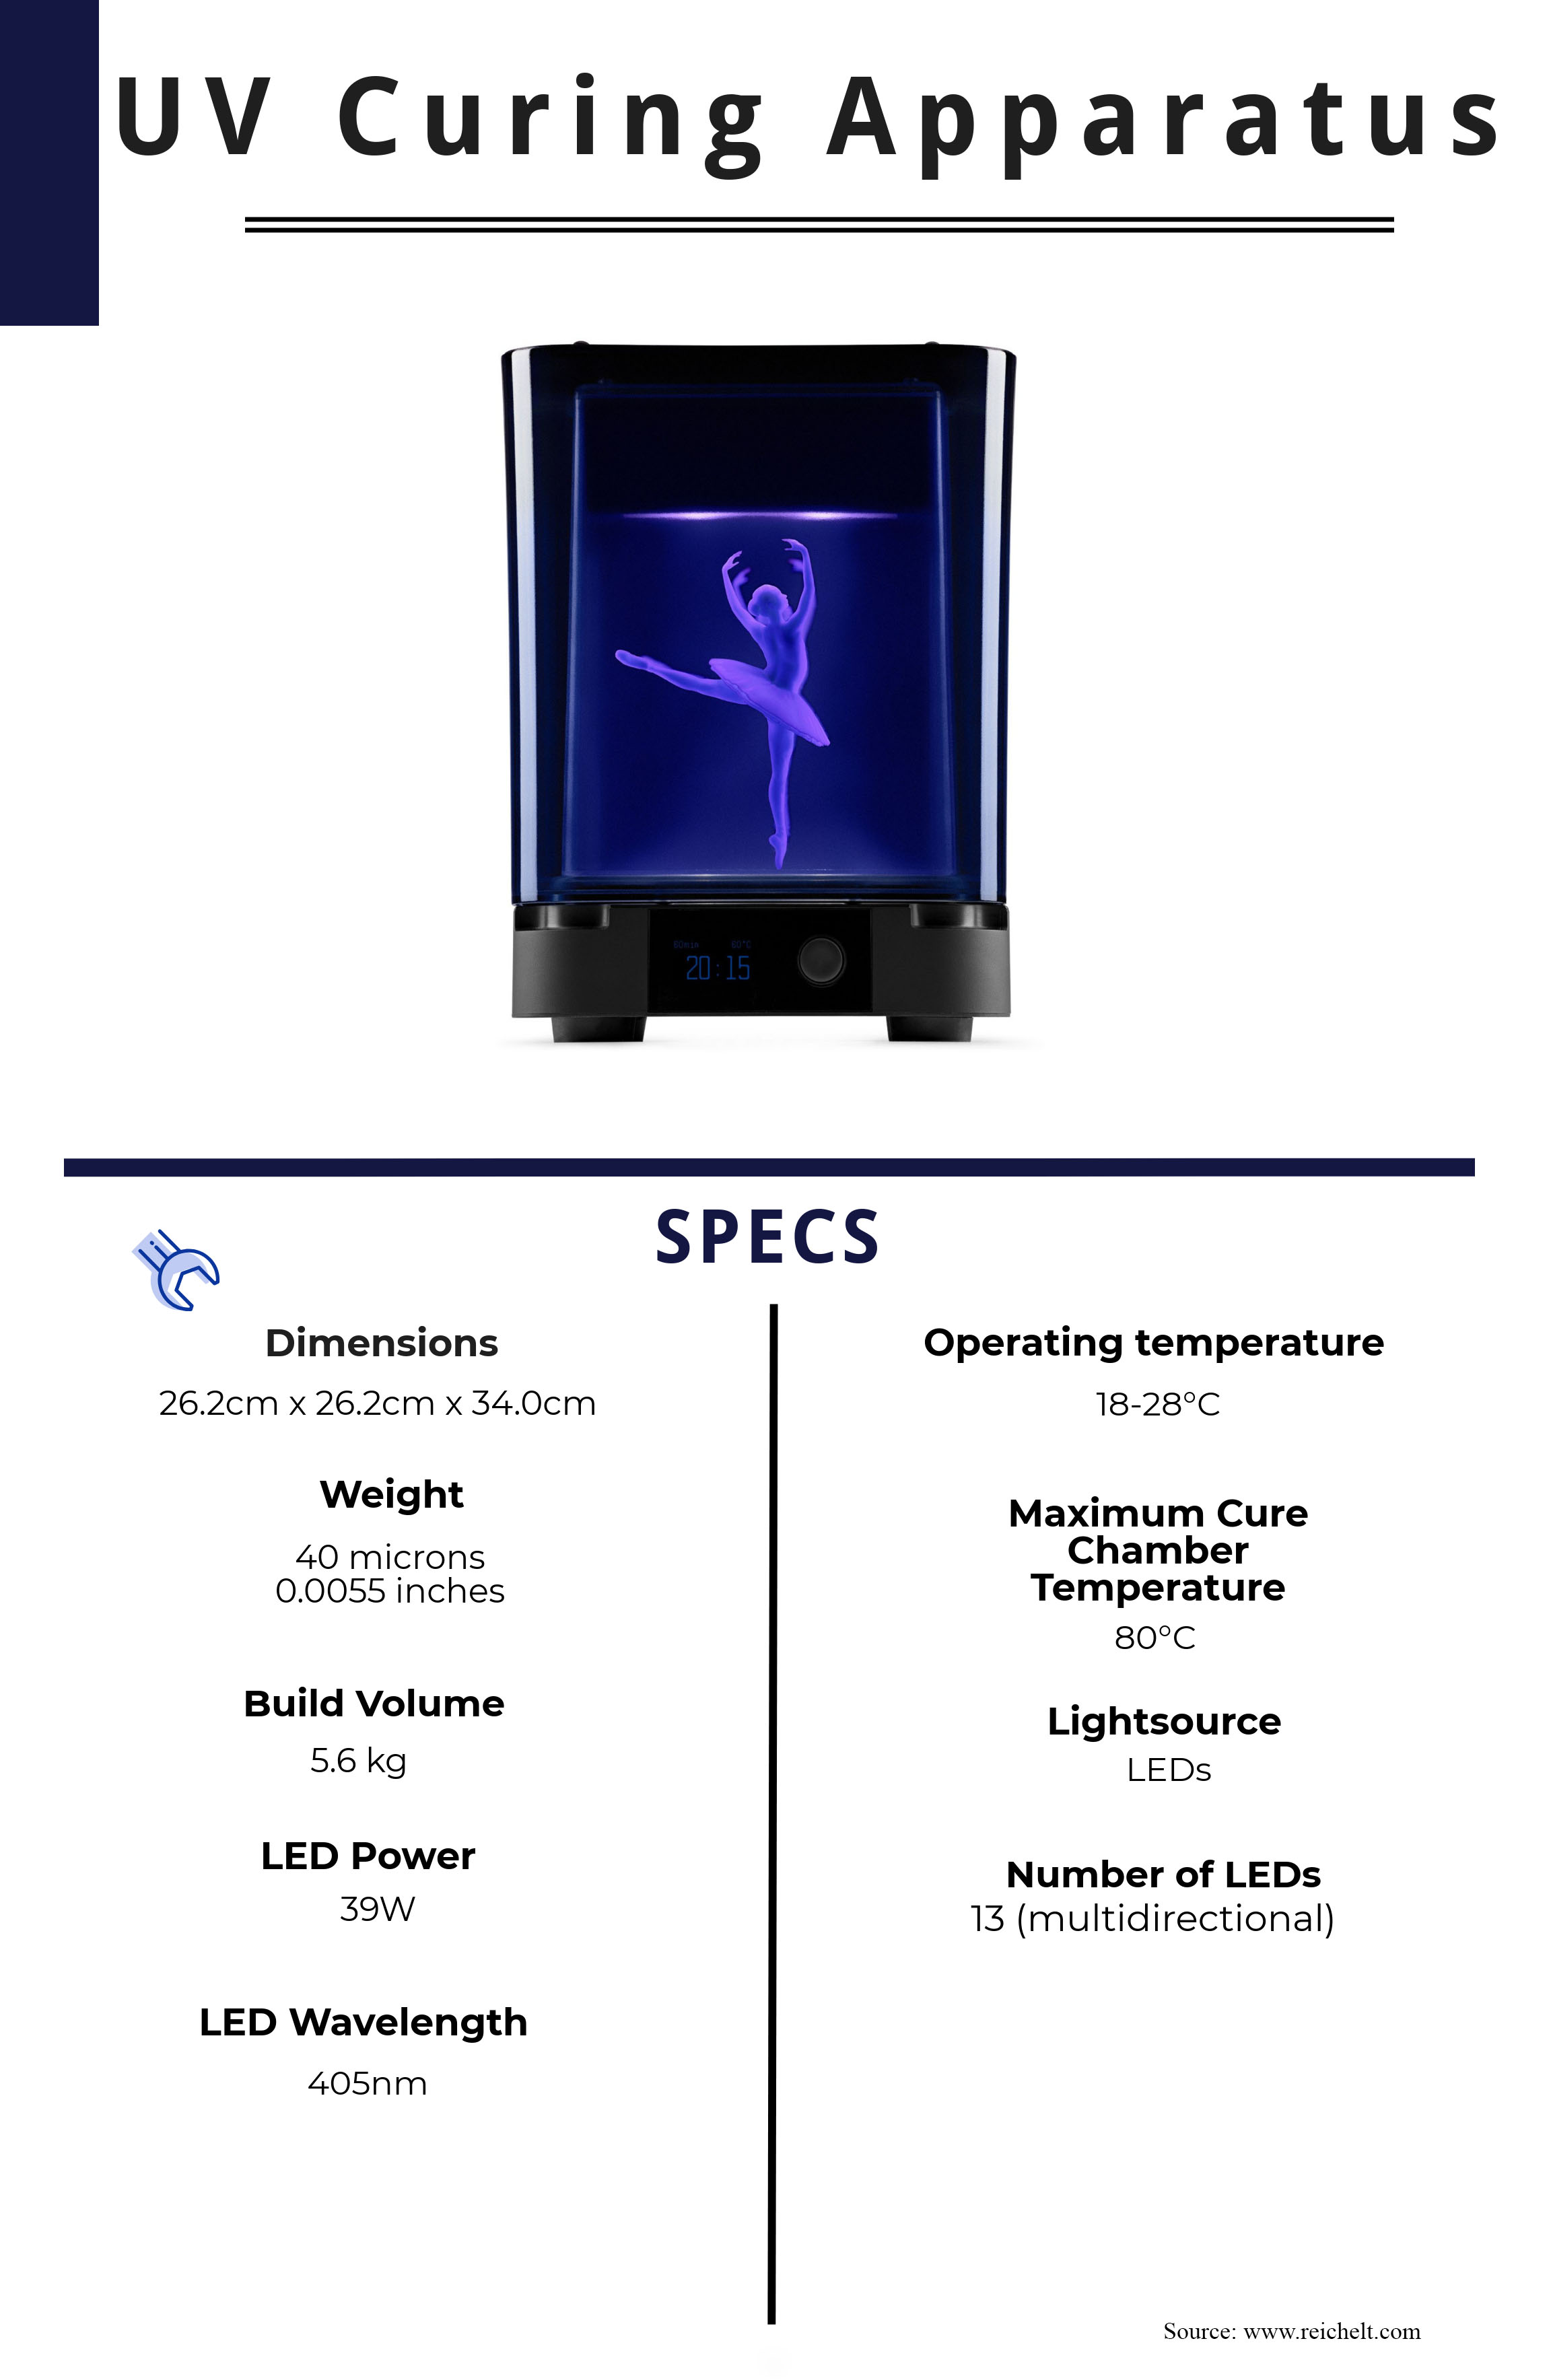 UV Curing Apparatus
60min 60°C
20:15
SPECS
Dimensions
26.2cm x 26.2cm x 34.0cm
Weight
40 microns
0.0055 inches
Build Volume
5.6 kg
LED Power
39W
LED Wavelength
405nm
Operating temperature
18-28°C
Maximum Cure
Chamber
Temperature
80°C
Lightsource
LEDs
Number of LEDs
13 (multidirectional)
Source: www.reichelt.com